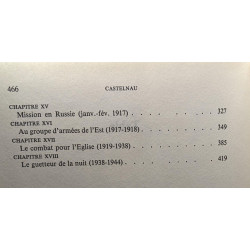 466 CASTELNAU
CHAPITRE XV
Mission en Russie (janv.-fév. 1917) 327
CHAPITRE XVI
Au groupe d'armées de l'Est (1917-1918) 349
CHAPITRE XVII
Le combat pour l'Eglise (1919-1938) 385
CHAPITRE XVIII
Le guetteur de la nuit (1938-1944) 419